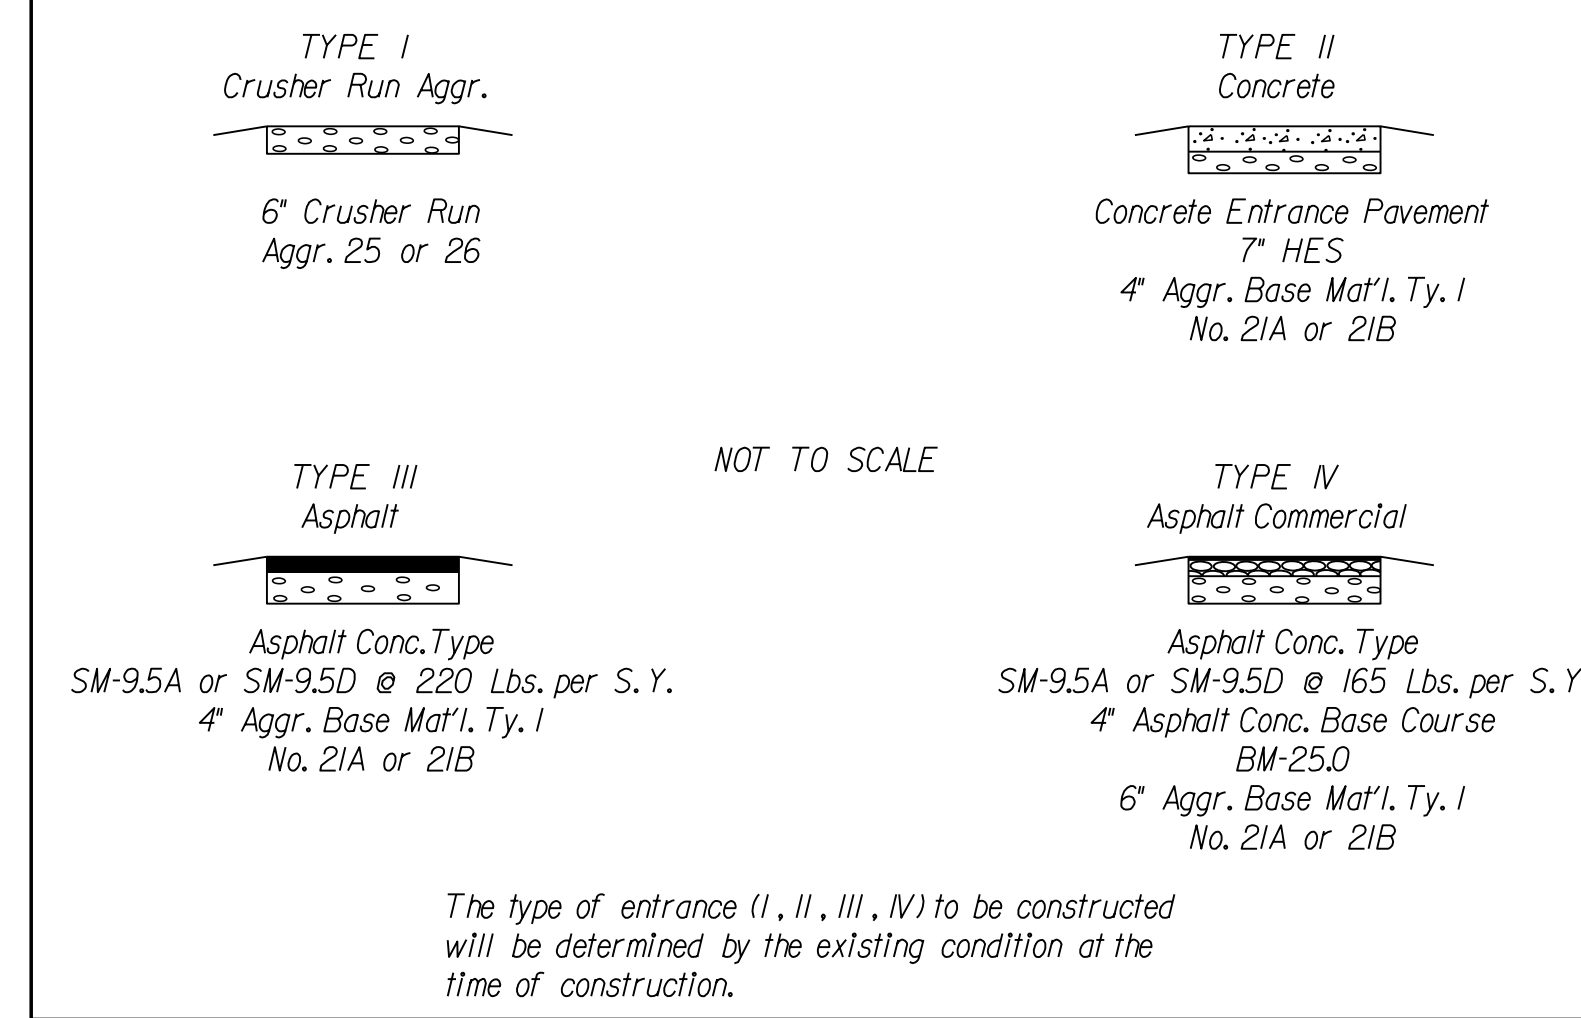 TYPE I
Crusher Run Aggr.
6" Crusher Run
Aggr. 25 or 26
TYPE II
Concrete
Concrete Entrance Pavement
7" HES
4" Aggr. Base Mat'l. Ty. I
No. 21A or 21B
NOT TO SCALE
TYPE III
Asphalt
Asphalt Conc. Type
SM-9.5A or SM-9.5D @ 220 Lbs. per S.Y.
4" Aggr. Base Mat'l. Ty. I
No. 21A or 21B
TYPE IV
Asphalt Commercial
Asphalt Conc. Type
SM-9.5A or SM-9.5D @ 165 Lbs. per S.Y
4" Asphalt Conc. Base Course
BM-25.0
6" Aggr. Base Mat'l. Ty. I
No. 21A or 21B
The type of entrance (I, II, III, IV) to be constructed
will be determined by the existing condition at the
time of construction.